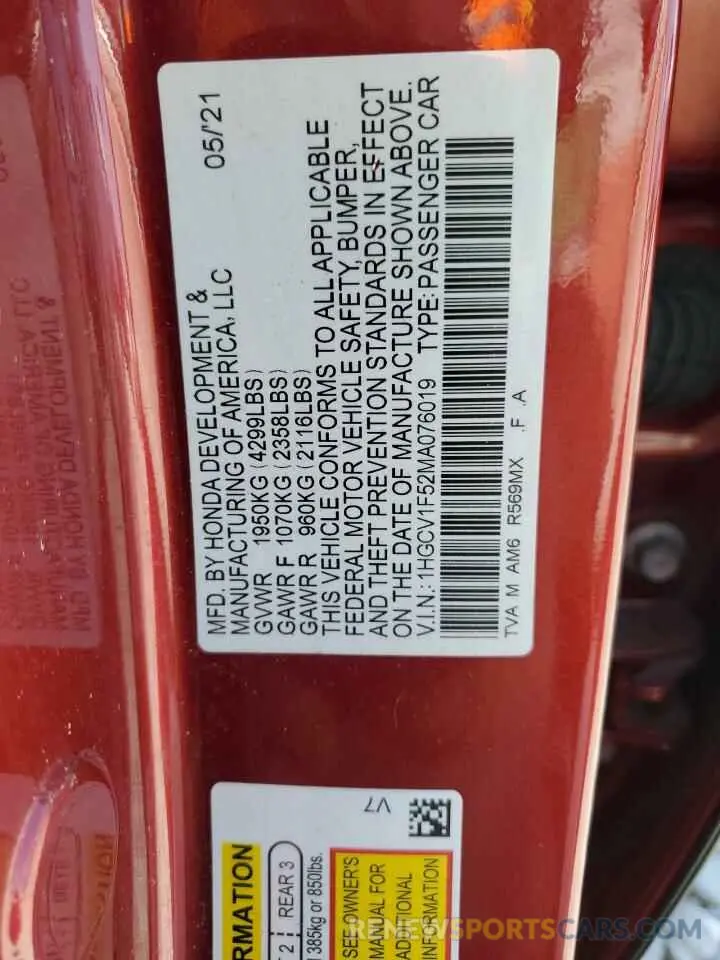 MFD. BY HONDA DEVELOPMENT & 05/'21
MANUFACTURING OF AMERICA, LLC
GVWR 1950KG (4299LBS)
GAWR F 1070KG (2358LBS)
GAWR R 960KG (2116LBS)
THIS VEHICLE CONFORMS TO ALL APPLICABLE
FEDERAL MOTOR VEHICLE SAFETY, BUMPER,
AND THEFT PREVENTION STANDARDS IN EFFECT
ON THE DATE OF MANUFACTURE SHOWN ABOVE.
V.I.N.: 1HGCV1F52MA076019 TYPE: PASSENGER CAR
TVA M AM6 R569MX .F .A
V7
RMATION
2 REAR 3
385kg or 850lbs.
SEE OWNER'S
MANUAL FOR
ADDITIONAL
INFORMATION
RENEWSPORTSCARS.COM